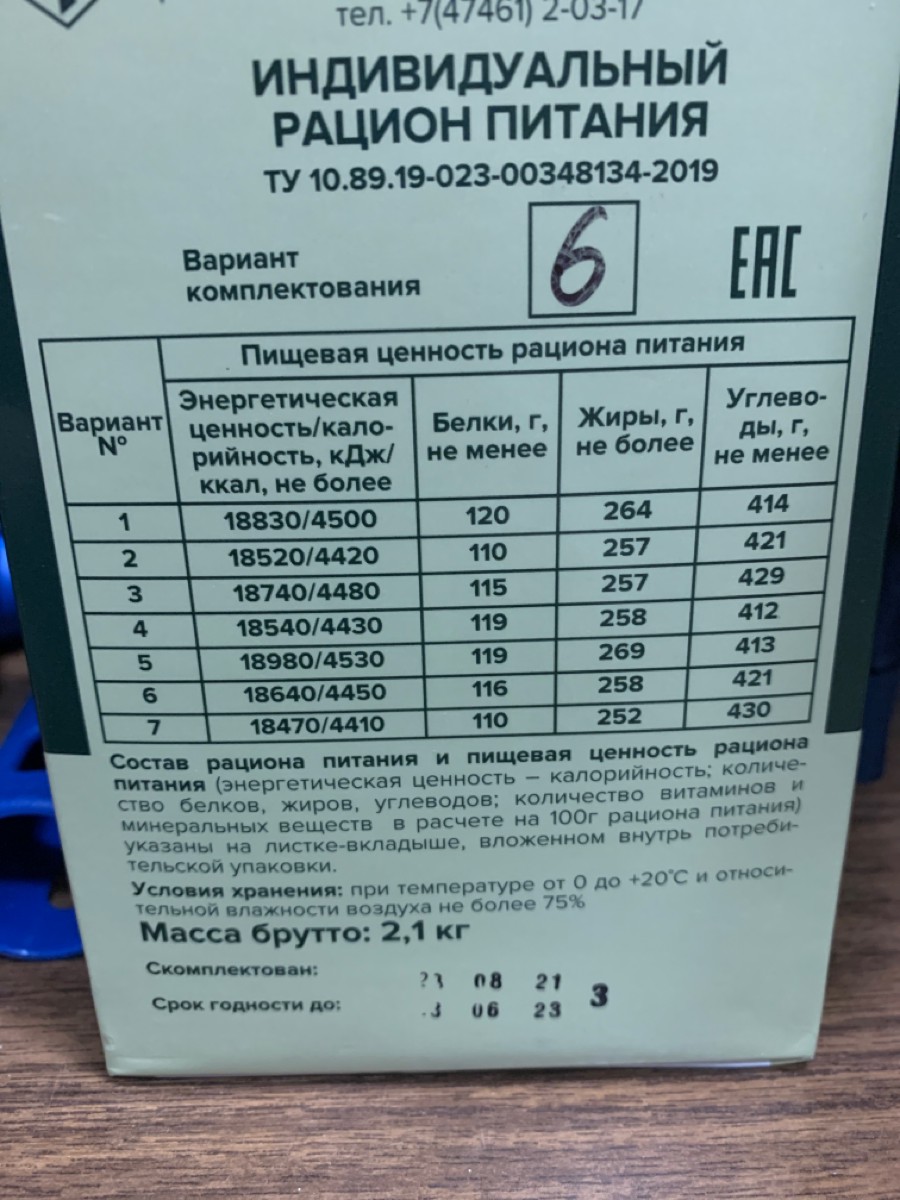 тел. +7(47461) 2-03-17
ИНДИВИДУАЛЬНЫЙ
РАЦИОН ПИТАНИЯ
ТУ 10.89.19-023-00348134-2019
Вариант
комплектования
6
EAC
Вариант №
Пищевая ценность рациона питания
Энергетическая ценность/кало-
рийность, кДж/
ккал, не более
Белки, г,
не менее
Жиры, г,
не более
Углево-
ды, г,
не менее
1 18830/4500 120 264 414
2 18520/4420 110 257 421
3 18740/4480 115 257 429
4 18540/4430 119 258 412
5 18980/4530 119 269 413
6 18640/4450 116 258 421
7 18470/4410 110 252 430
Состав рациона питания и пищевая ценность рациона
питания (энергетическая ценность – калорийность; количе-
ство белков, жиров, углеводов; количество витаминов и
минеральных веществ в расчете на 100г рациона питания)
указаны на листке-вкладыше, вложенном внутрь потреби-
тельской упаковки.
Условия хранения: при температуре от 0 до +20°С и относи-
тельной влажности воздуха не более 75%
Масса брутто: 2,1 кг
Скомплектован: 08 21
Срок годности до: 06 23 3